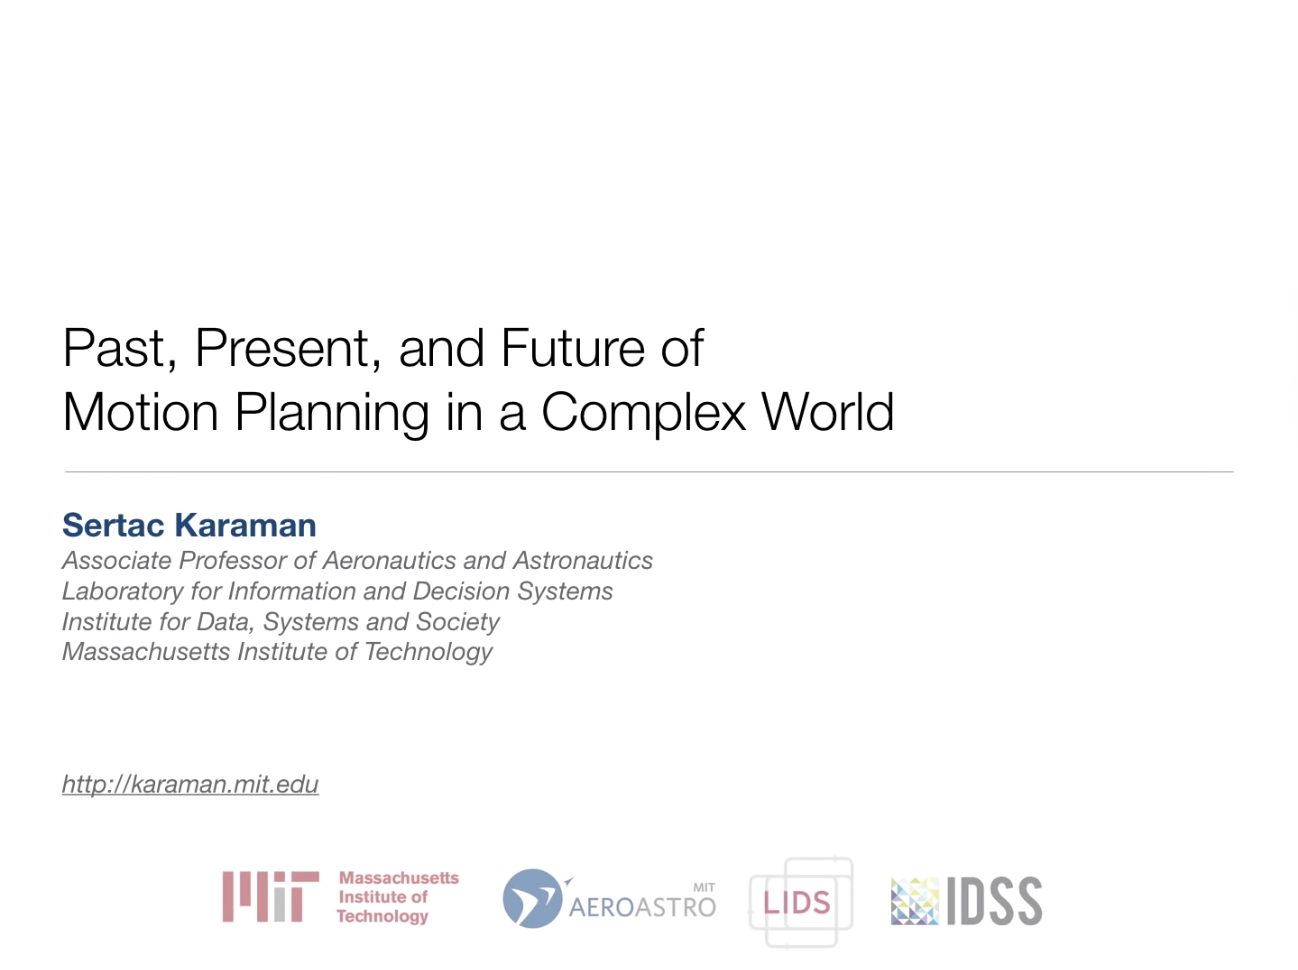 Past, Present, and Future of
Motion Planning in a Complex World
Sertac Karaman
Associate Professor of Aeronautics and Astronautics
Laboratory for Information and Decision Systems
Institute for Data, Systems and Society
Massachusetts Institute of Technology
http://karaman.mit.edu
MIT
Massachusetts
Institute of
Technology
MIT
AEROASTRO
LIDS
IDSS